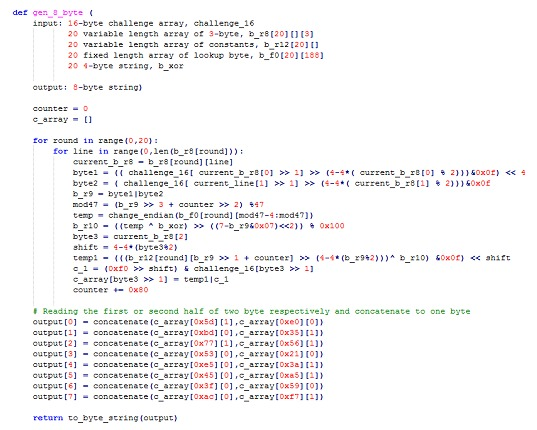 def gen_8_byte (
input: 16-byte challenge array, challenge_16
20 variable length array of 3-byte, b_r8[20][][3]
20 variable length array of constants, b_r12[20][]
20 fixed length array of lookup byte, b_f0[20][188]
20 4-byte string, b_xor
output: 8-byte string)
counter = 0
c_array = []
for round in range(0,20):
for line in range(0,len(b_r8[round])):
current_b_r8 = b_r8[round][line]
byte1 = (( challenge_16[ current_b_r8[0] >> 1] >> (4-4*( current_b_r8[0] % 2)))&0x0f) << 4
byte2 = ( challenge_16[ current_line[1] >> 1] >> (4-4*( current_b_r8[1] % 2)))&0x0f
b_r9 = byte1|byte2
mod47 = (b_r9 >> 3 + counter >> 2) %47
temp = change_endian(b_f0[round][mod47-4:mod47])
b_r10 = ((temp ^ b_xor) >> ((7-b_r9&0x07)<<2)) % 0x100
byte3 = current_b_r8[2]
shift = 4-4*(byte3%2)
temp1 = (((b_r12[round][b_r9 >> 1 + counter] >> (4-4*(b_r9%2)))^ b_r10) &0x0f) << shift
c_1 = (0xf0 >> shift) & challenge_16[byte3 >> 1]
c_array[byte3 >> 1] = temp1|c_1
counter += 0x80
# Reading the first or second half of two byte respectively and concatenate to one byte
output[0] = concatenate(c_array[0x5d][1],c_array[0xe0][0])
output[1] = concatenate(c_array[0xbd][0],c_array[0x35][1])
output[2] = concatenate(c_array[0x77][1],c_array[0x56][1])
output[3] = concatenate(c_array[0x53][0],c_array[0x21][0])
output[4] = concatenate(c_array[0xe5][0],c_array[0x3a][1])
output[5] = concatenate(c_array[0x45][0],c_array[0xa5][1])
output[6] = concatenate(c_array[0x3f][0],c_array[0x59][0])
output[7] = concatenate(c_array[0xac][0],c_array[0xf7][1])
return to_byte_string(output)